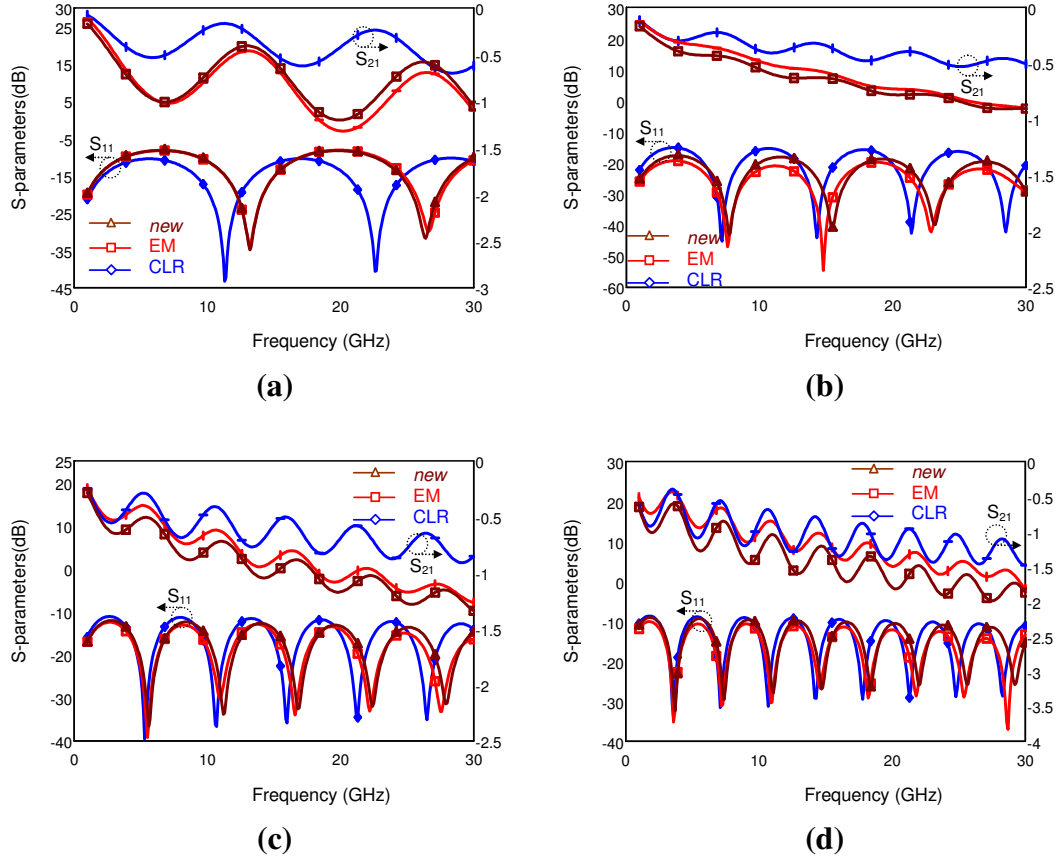 30
25
15
5
-5
-15
-25
-35
-45
0
-0.5
-1
-1.5
-2
-2.5
-3
0
10
20
30
S-parameters(dB)
Frequency (GHz)
S21
S11
new
EM
CLR
(a)
30
20
10
0
-10
-20
-30
-40
-50
-60
0
-0.5
-1
-1.5
-2
-2.5
0
10
20
30
S-parameters(dB)
Frequency (GHz)
S21
S11
new
EM
CLR
(b)
25
20
10
0
-10
-20
-30
-40
0
-0.5
-1
-1.5
-2
-2.5
0
10
20
30
S-parameters(dB)
Frequency (GHz)
new
EM
CLR
S21
S11
(c)
30
20
10
0
-10
-20
-30
-40
0
-0.5
-1
-1.5
-2
-2.5
-3
-3.5
-4
0
10
20
30
S-parameters(dB)
Frequency (GHz)
new
EM
CLR
S21
S11
(d)